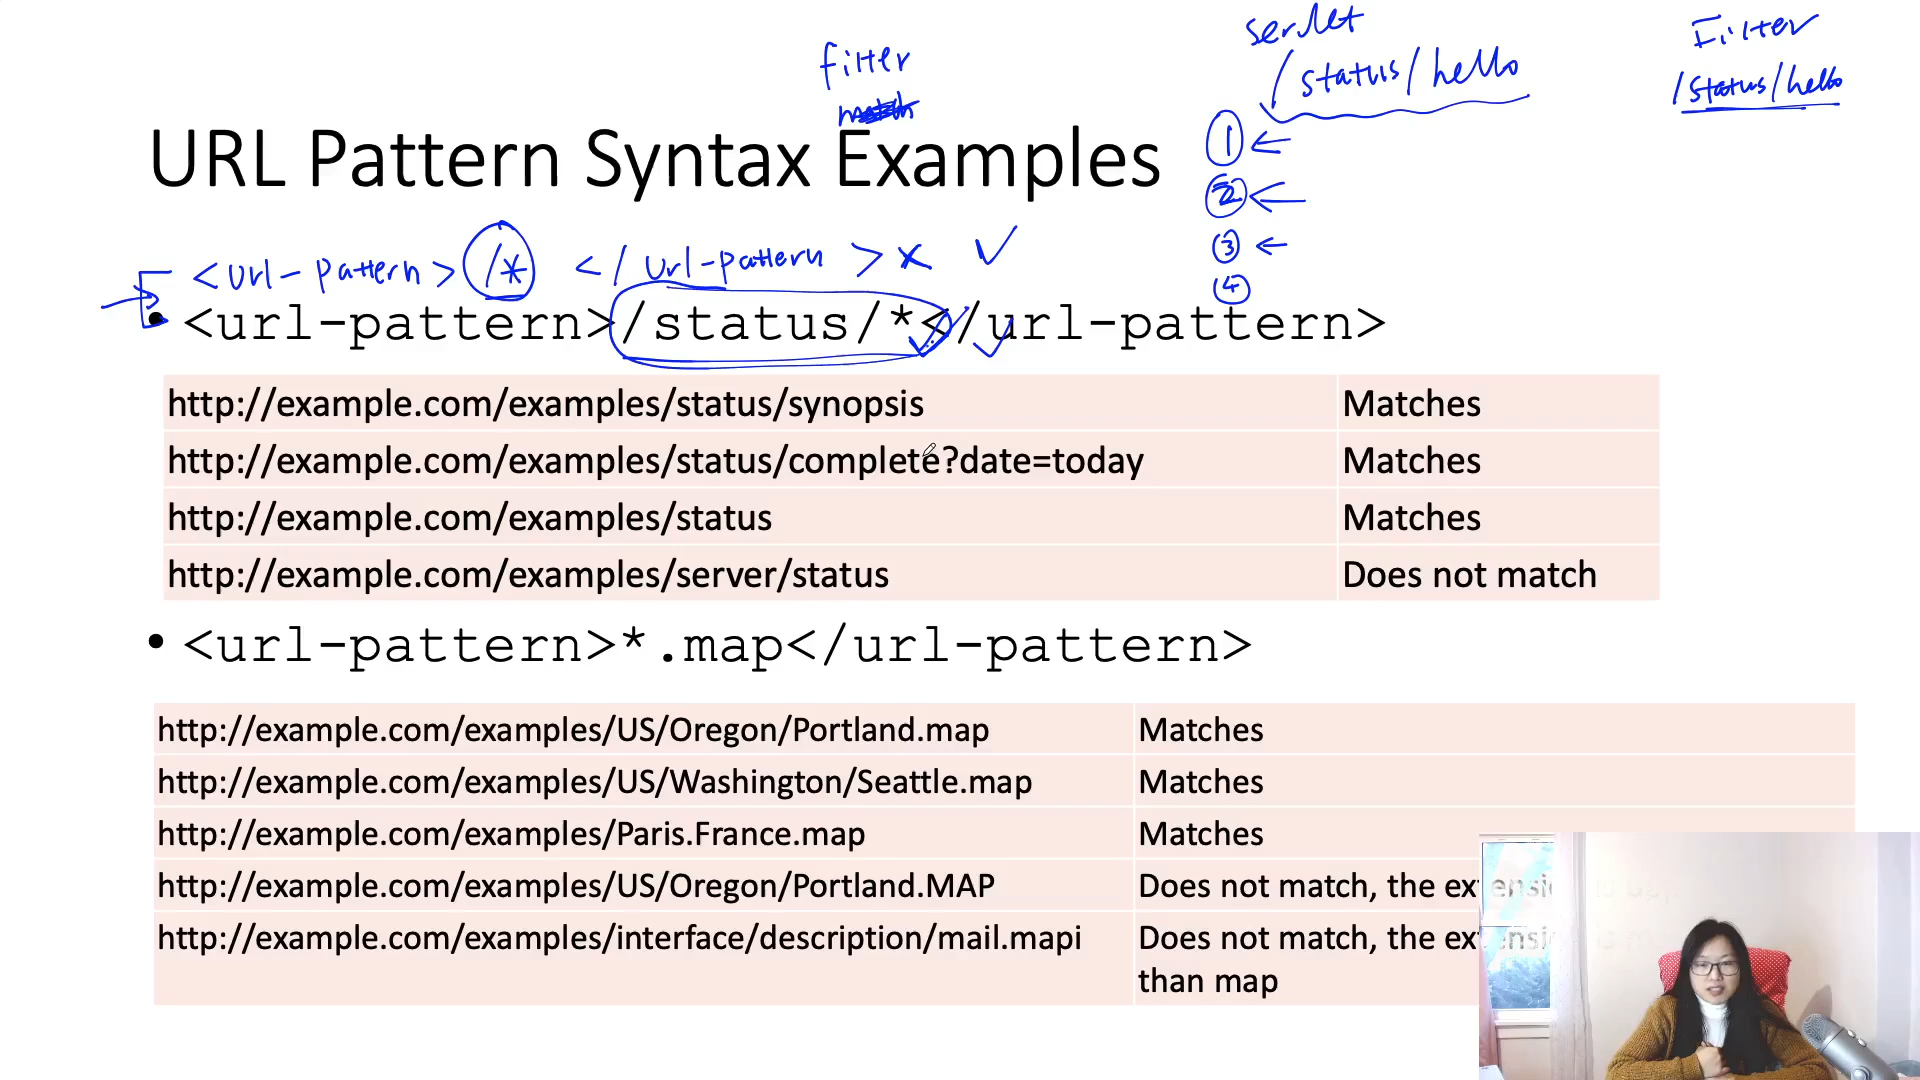 servlet
/status/hello
Filter
/status/hello
filter
URL Pattern Syntax Examples
①
②
③
④
<url-pattern> /* </url-pattern> × ✓
• <url-pattern>/status/*</url-pattern>
http://example.com/examples/status/synopsis Matches
http://example.com/examples/status/complete?date=today Matches
http://example.com/examples/status Matches
http://example.com/examples/server/status Does not match
• <url-pattern>*.map</url-pattern>
http://example.com/examples/US/Oregon/Portland.map Matches
http://example.com/examples/US/Washington/Seattle.map Matches
http://example.com/examples/Paris.France.map Matches
http://example.com/examples/US/Oregon/Portland.MAP Does not match, the extensi
http://example.com/examples/interface/description/mail.mapi Does not match, the extensi
than map